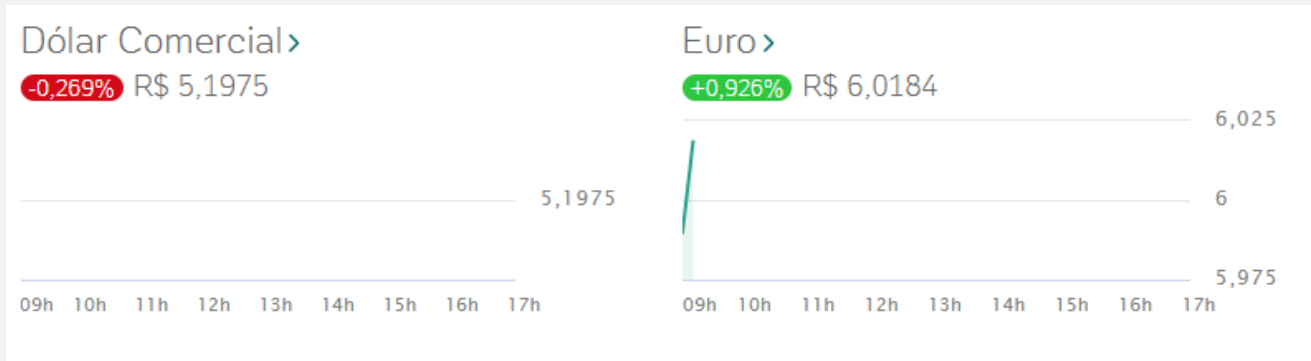 Dólar Comercial>
-0,269% R$ 5,1975
5,1975
09h 10h 11h 12h 13h 14h 15h 16h 17h
Euro>
+0,926% R$ 6,0184
6,025
6
5,975
09h 10h 11h 12h 13h 14h 15h 16h 17h